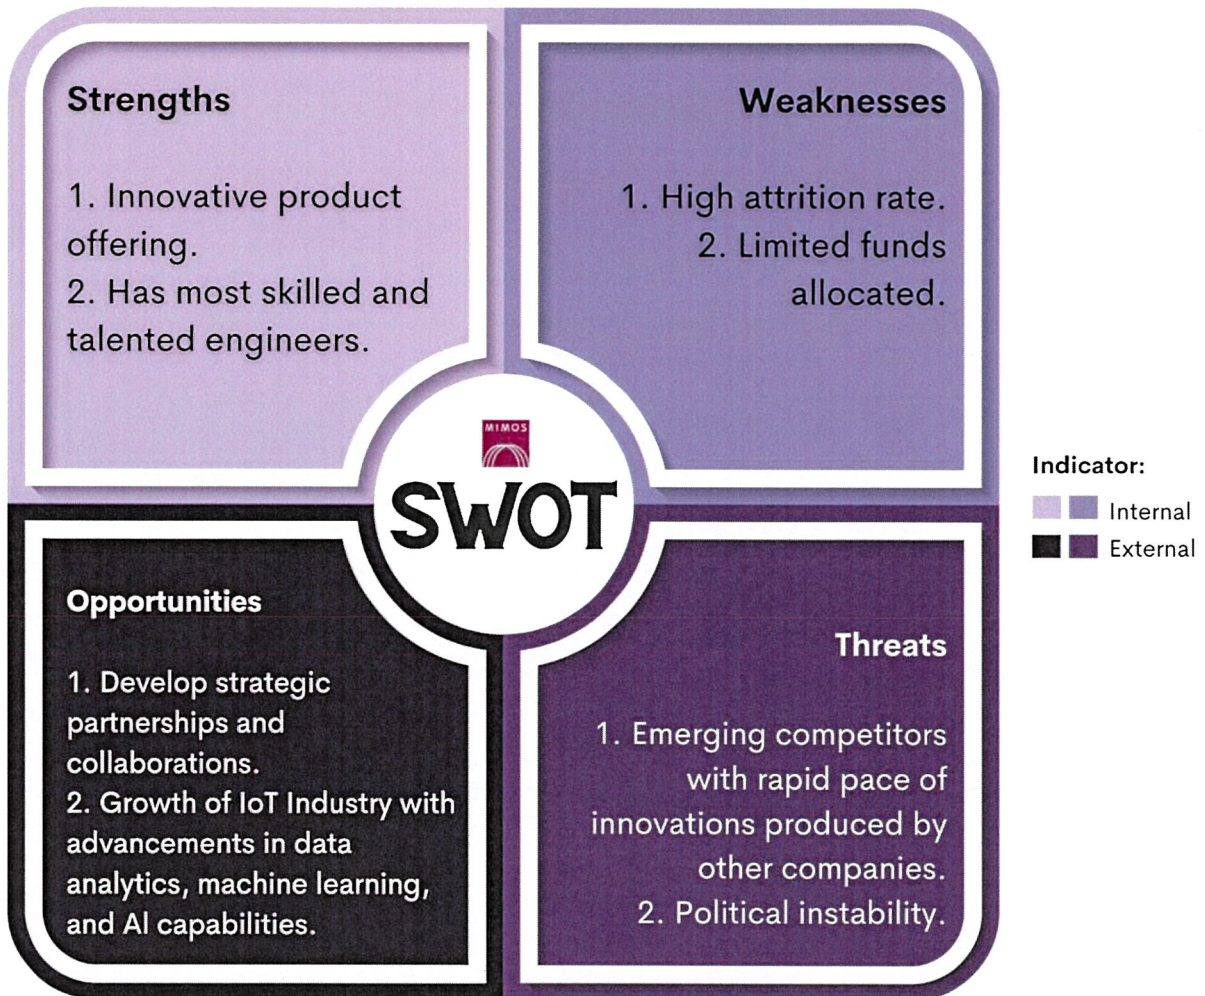 Strengths
1. Innovative product
offering.
2. Has most skilled and
talented engineers.
Weaknesses
1. High attrition rate.
2. Limited funds
allocated.
MIMOS
SWOT
Indicator:
Internal
External
Opportunities
1. Develop strategic
partnerships and
collaborations.
2. Growth of IoT Industry with
advancements in data
analytics, machine learning,
and AI capabilities.
Threats
1. Emerging competitors
with rapid pace of
innovations produced by
other companies.
2. Political instability.